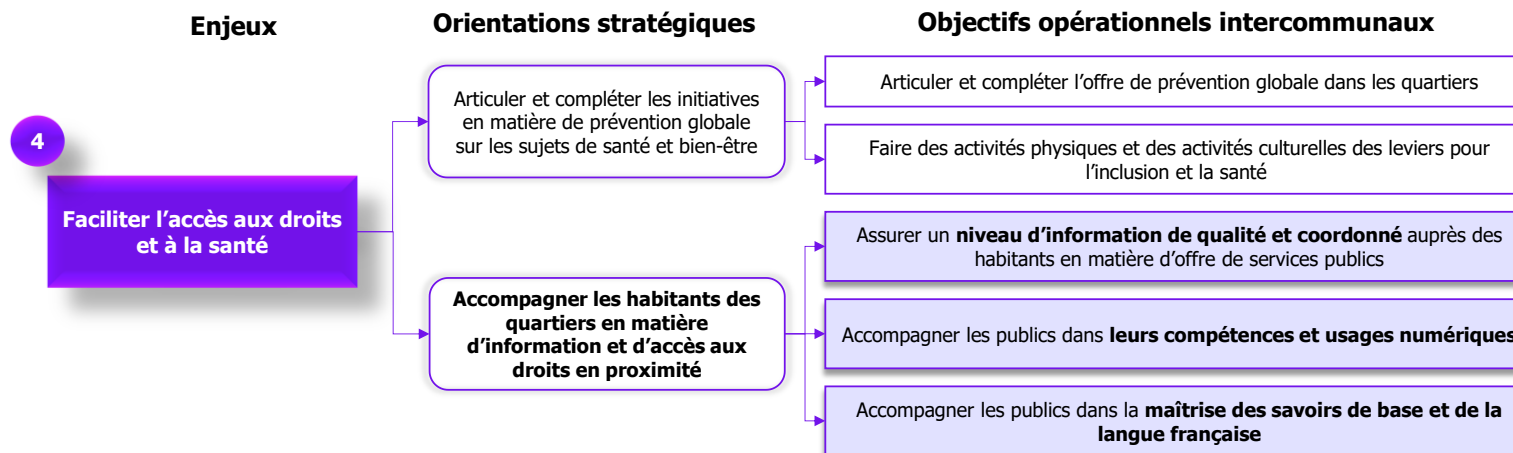 Enjeux
Orientations stratégiques
Objectifs opérationnels intercommunaux
4
Faciliter l’accès aux droits
et à la santé
Articuler et compléter les initiatives
en matière de prévention globale
sur les sujets de santé et bien-être
Articuler et compléter l’offre de prévention globale dans les quartiers
Faire des activités physiques et des activités culturelles des leviers pour
l’inclusion et la santé
Accompagner les habitants des
quartiers en matière
d’information et d’accès aux
droits en proximité
Assurer un niveau d’information de qualité et coordonné auprès des
habitants en matière d’offre de services publics
Accompagner les publics dans leurs compétences et usages numériques
Accompagner les publics dans la maîtrise des savoirs de base et de la
langue française